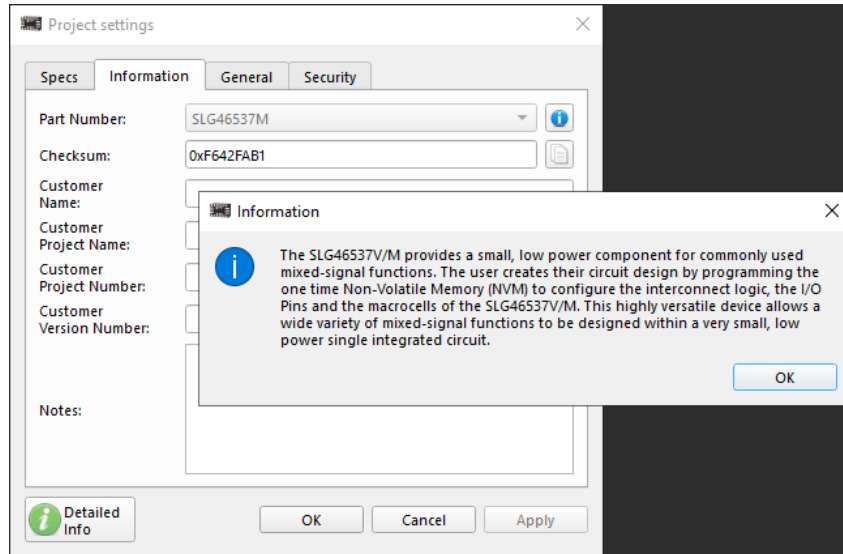 Project settings
Specs
Information
General
Security
Part Number:
SLG46537M
Checksum:
0xF642FAB1
Customer
Name:
Customer
Project Name:
Customer
Project Number:
Customer
Version Number:
Notes:
Information
The SLG46537V/M provides a small, low power component for commonly used
mixed-signal functions. The user creates their circuit design by programming the
one time Non-Volatile Memory (NVM) to configure the interconnect logic, the I/O
Pins and the macrocells of the SLG46537V/M. This highly versatile device allows a
wide variety of mixed-signal functions to be designed within a very small, low
power single integrated circuit.
OK
Detailed
Info
OK
Cancel
Apply